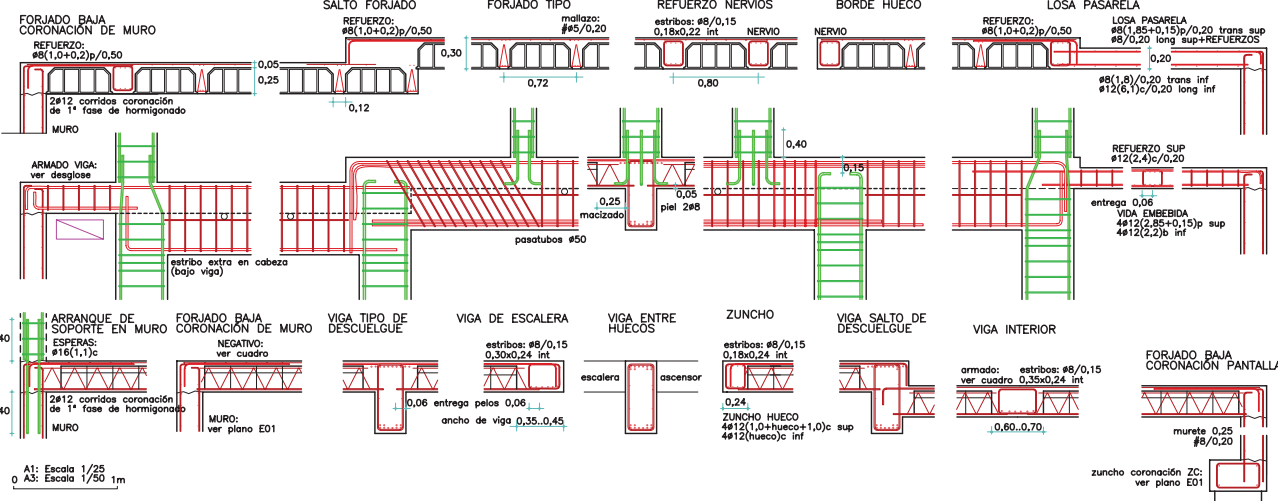 SALTO FORJADO
FORJADO TIPO
REFUERZO NERVIOS
BORDE HUECO
LOSA PASARELA
FORJADO BAJA
CORONACIÓN DE MURO
REFUERZO:
ø8(1,0+0,2)p/0,50
REFUERZO:
ø8(1,0+0,2)p/0,50
mallazo:
#ø5/0,20
estribos: ø8/0,15
0,18x0,22 int
NERVIO
NERVIO
REFUERZO:
ø8(1,0+0,2)p/0,50
LOSA PASARELA
ø8(1,85+0,15)p/0,20 trans sup
ø8/0,20 long sup+REFUERZOS
0,05
0,25
0,30
0,72
0,80
0,20
0,12
ø8(1,8)/0,20 trans inf
ø12(6,1)c/0,20 long inf
2ø12 corridos coronación
de 1ª fase de hormigonado
MURO
ARMADO VIGA:
ver desglose
0,40
0,15
REFUERZO SUP
ø12(2,4)c/0,20
0,25
macizado
0,05
piel 2ø8
entrega 0,06
VIDA EMBEBIDA
4ø12(2,85+0,15)p sup
4ø12(2,2)b inf
pasatubos ø50
estribo extra en cabeza
(bajo viga)
ARRANQUE DE
SOPORTE EN MURO
ESPERAS:
ø16(1,1)c
40
40
2ø12 corridos coronación
de 1ª fase de hormigonado
MURO
FORJADO BAJA
CORONACIÓN DE MURO
NEGATIVO:
ver cuadro
MURO:
ver plano E01
VIGA TIPO DE
DESCUELGUE
0,06 entrega pelos 0,06
VIGA DE ESCALERA
estribos: ø8/0,15
0,30x0,24 int
ancho de viga 0,35..0,45
VIGA ENTRE
HUECOS
escalera
ascensor
ZUNCHO
estribos: ø8/0,15
0,18x0,24 int
0,24
ZUNCHO HUECO
4ø12(1,0+hueco+1,0)c sup
4ø12(hueco)c inf
VIGA SALTO DE
DESCUELGUE
VIGA INTERIOR
armado:
ver cuadro
estribos: ø8/0,15
0,35x0,24 int
0,60..0,70
FORJADO BAJA
CORONACIÓN PANTALLA
murete 0,25
#8/0,20
zuncho coronación ZC:
ver plano E01
A1: Escala 1/25
A3: Escala 1/50
0
1m